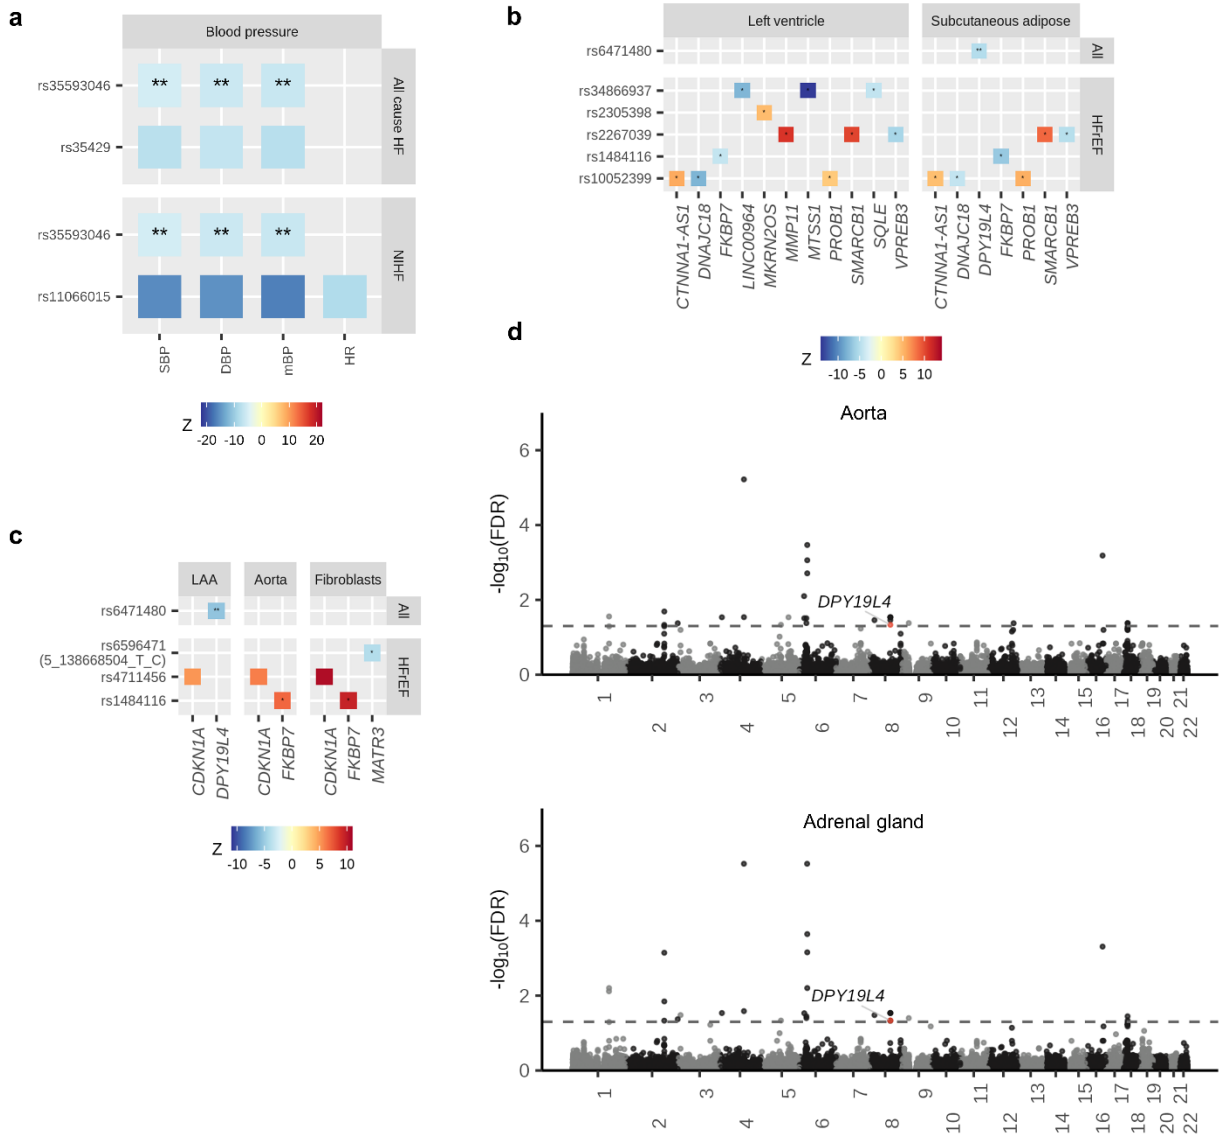 a
Blood pressure
rs35593046
** ** **
rs35429
All cause HF
rs35593046
** ** **
rs11066015
NIHF
SBP
DBP
mBP
HR
Z
-20 -10 0 10 20
b
Left ventricle
Subcutaneous adipose
rs6471480
**
All
rs34866937
* * *
rs2305398
*
rs2267039
* * * * *
rs1484116
* *
rs10052399
* * * * * *
HFrEF
CTNNA1-AS1
DNAJC18
FKBP7
LINC00964
MKRN2OS
MMP11
MTSS1
PROB1
SMARCB1
SQLE
VPREB3
CTNNA1-AS1
DNAJC18
DPY19L4
FKBP7
PROB1
SMARCB1
VPREB3
Z
-10 -5 0 5 10
c
LAA
Aorta
Fibroblasts
rs6471480
**
All
rs6596471
(5_138668504_T_C)
*
rs4711456
rs1484116
* *
HFrEF
CDKN1A
DPY19L4
CDKN1A
FKBP7
CDKN1A
FKBP7
MATR3
Z
-10 -5 0 5 10
d
Aorta
-log10(FDR)
6
4
2
0
DPY19L4
1 2 3 4 5 6 7 8 9 10 11 12 13 14 15 16 17 18 19 20 21 22
Adrenal gland
-log10(FDR)
6
4
2
0
DPY19L4
1 2 3 4 5 6 7 8 9 10 11 12 13 14 15 16 17 18 19 20 21 22